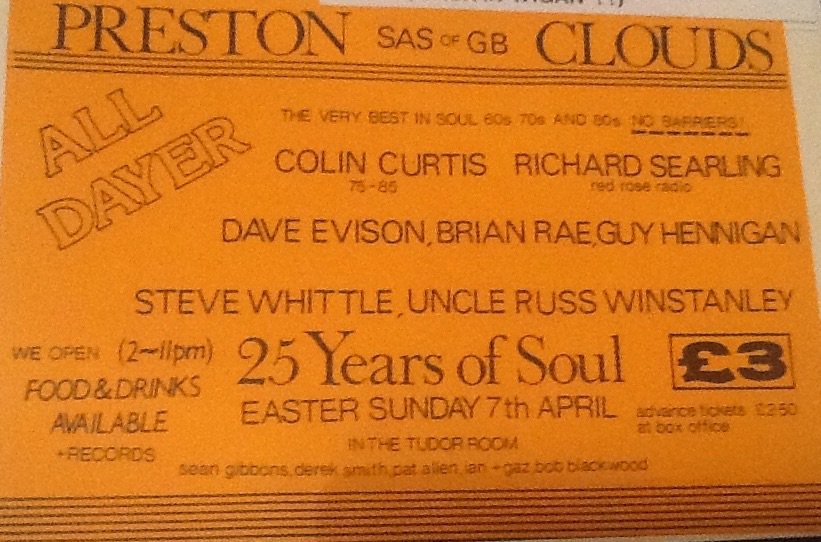 PRESTON SAS OF GB CLOUDS
ALL
DAYER
THE VERY BEST IN SOUL 60s 70s AND 80s NO BARRIERS!
COLIN CURTIS RICHARD SEARLING
75-85 red rose radio
DAVE EVISON, BRIAN RAE, GUY HENNIGAN
STEVE WHITTLE, UNCLE RUSS WINSTANLEY
WE OPEN (2~11pm)
FOOD & DRINKS
AVAILABLE
+RECORDS
25 Years of Soul
EASTER SUNDAY 7th APRIL
£3
advance tickets £2.50
at box office
IN THE TUDOR ROOM
sean gibbons, derek smith, pat allen, ian + gaz, bob blackwood